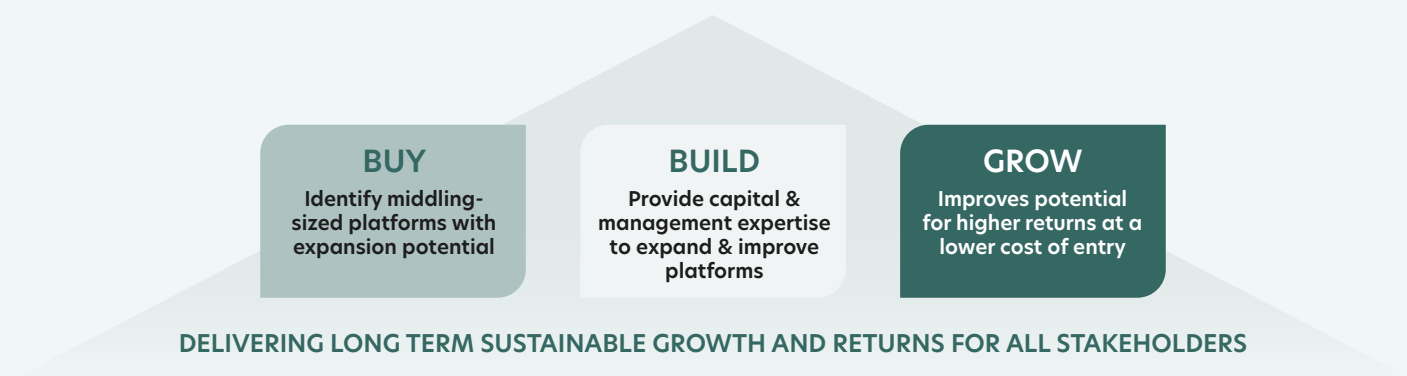 BUY
Identify middling-
sized platforms with
expansion potential
BUILD
Provide capital &
management expertise
to expand & improve
platforms
GROW
Improves potential
for higher returns at a
lower cost of entry
DELIVERING LONG TERM SUSTAINABLE GROWTH AND RETURNS FOR ALL STAKEHOLDERS